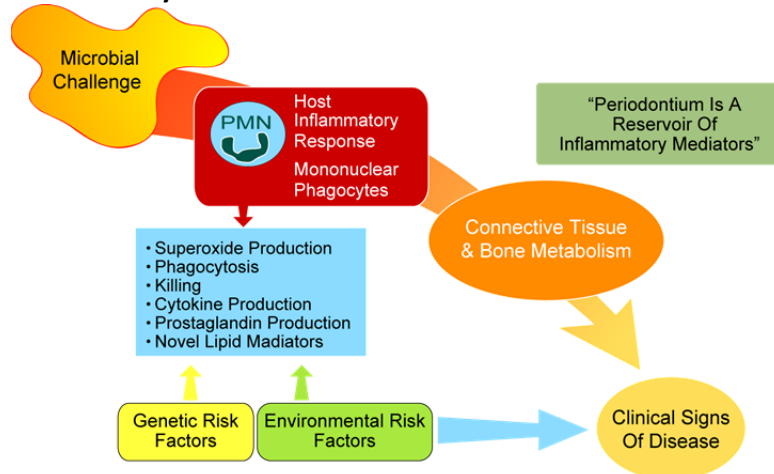 Microbial
Challenge
PMN
Host
Inflammatory
Response
Mononuclear
Phagocytes
“Periodontium Is A
Reservoir Of
Inflammatory Mediators”
Connective Tissue
& Bone Metabolism
• Superoxide Production
• Phagocytosis
• Killing
• Cytokine Production
• Prostaglandin Production
• Novel Lipid Madiators
Genetic Risk
Factors
Environmental Risk
Factors
Clinical Signs
Of Disease